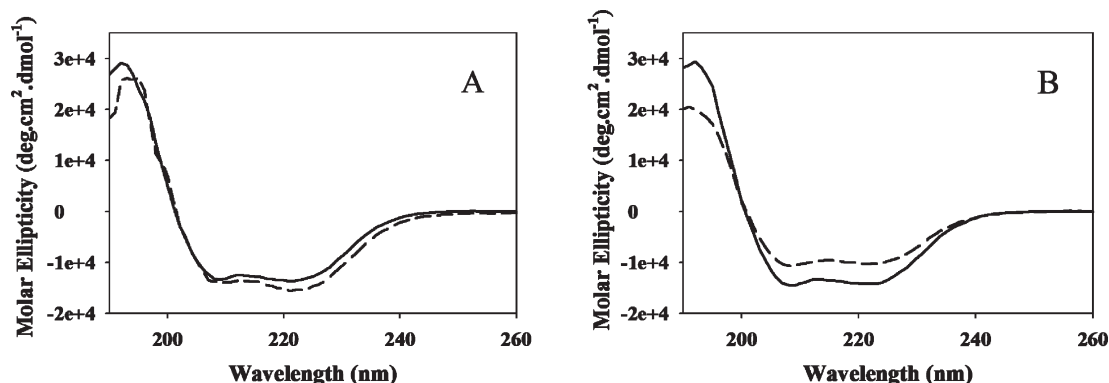 A
Molar Ellipticity (deg.cm².dmol⁻¹)
3e+4
2e+4
1e+4
0
-1e+4
-2e+4
200
220
240
260
Wavelength (nm)
B
Molar Ellipticity (deg.cm².dmol⁻¹)
3e+4
2e+4
1e+4
0
-1e+4
-2e+4
200
220
240
260
Wavelength (nm)